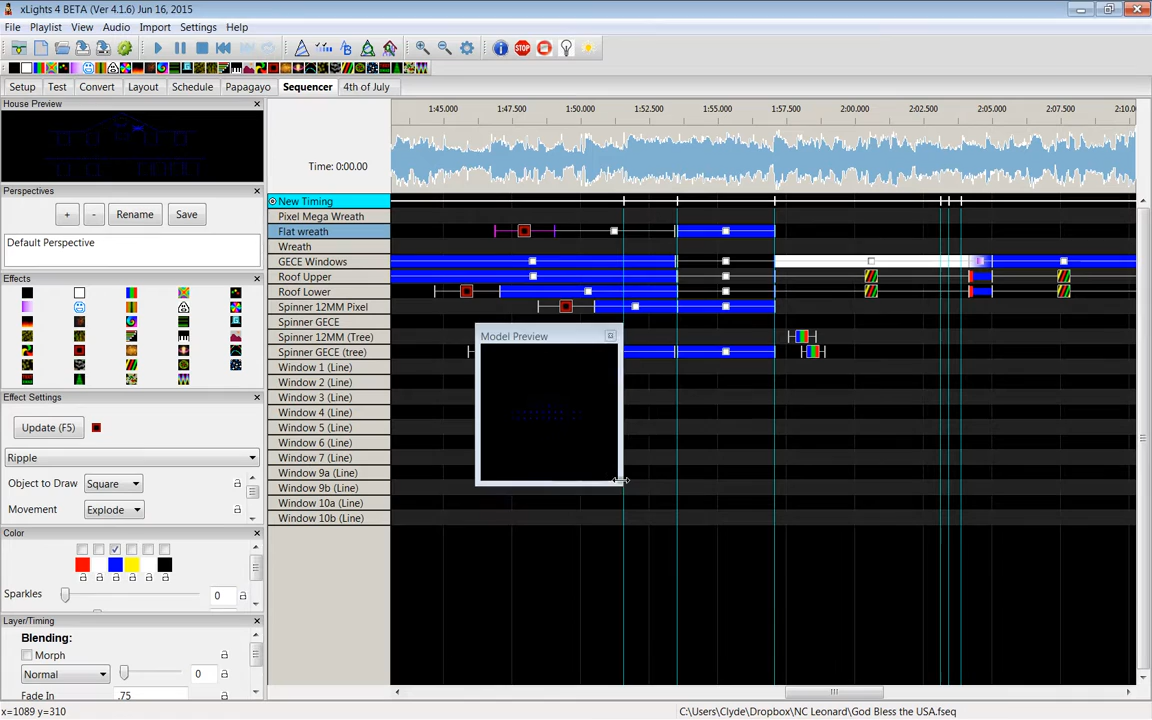 xLights 4 BETA (Ver 4.1.6) Jun 16, 2015
File Playlist View Audio Import Settings Help
Setup Test Convert Layout Schedule Papagayo Sequencer 4th of July
House Preview
Perspectives
+ - Rename Save
Default Perspective
Effects
Effect Settings
Update (F5)
Ripple
Object to Draw Square
Movement Explode
Color
Sparkles 0
Layer/Timing
Blending:
Morph
Normal 0
Fade In .75
1:45.000 1:47.500 1:50.000 1:52.500 1:55.000 1:57.500 2:00.000 2:02.500 2:05.000 2:07.500 2:10.0
Time: 0:00.00
New Timing
Pixel Mega Wreath
Flat wreath
Wreath
GECE Windows
Roof Upper
Roof Lower
Spinner 12MM Pixel
Spinner GECE
Spinner 12MM (Tree)
Spinner GECE (tree)
Window 1 (Line)
Window 2 (Line)
Window 3 (Line)
Window 4 (Line)
Window 5 (Line)
Window 6 (Line)
Window 7 (Line)
Window 9a (Line)
Window 9b (Line)
Window 10a (Line)
Window 10b (Line)
Model Preview
x=1089 y=310 C:\Users\Clyde\Dropbox\NC Leonard\God Bless the USA.fseq